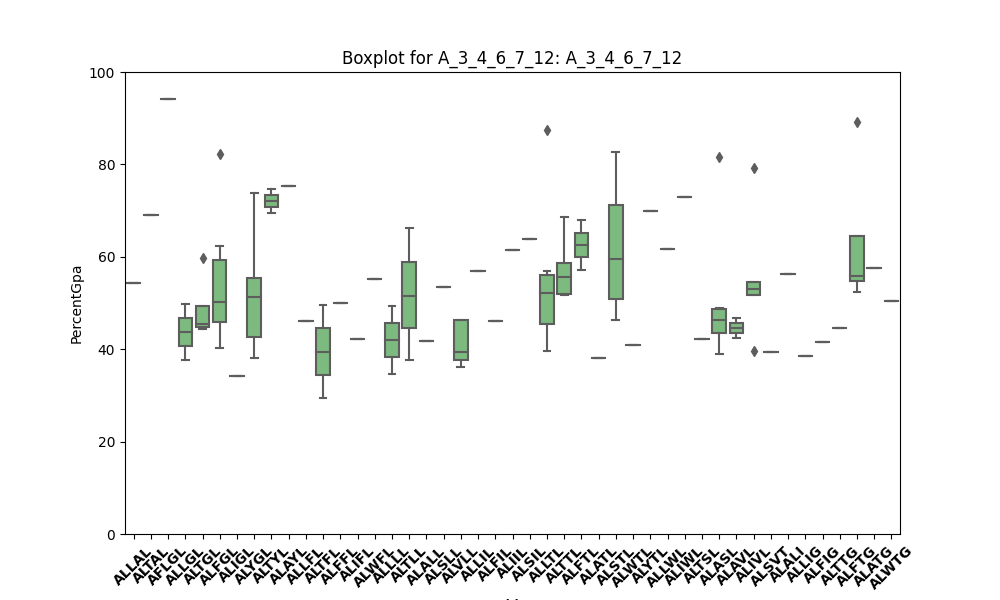 Boxplot for A_3_4_6_7_12: A_3_4_6_7_12
PercentGpa
100
80
60
40
20
0
ALLAL
ALTAL
AFLGL
ALLGL
ALTGL
ALFGL
ALIGL
ALYGL
ALTYL
ALAYL
ALLFL
ALTFL
ALFFL
ALIFL
ALWFL
ALLLL
ALTLL
ALALL
ALSLL
ALVLL
ALLIL
ALFIL
ALIIL
ALSIL
ALLTL
ALTTL
ALFTL
ALATL
ALSTL
ALWTL
ALYTL
ALLWL
ALIWL
ALTSL
ALASL
ALAVL
ALIVL
ALSVT
ALALI
ALLIG
ALFIG
ALTTG
ALFTG
ALATG
ALWTG